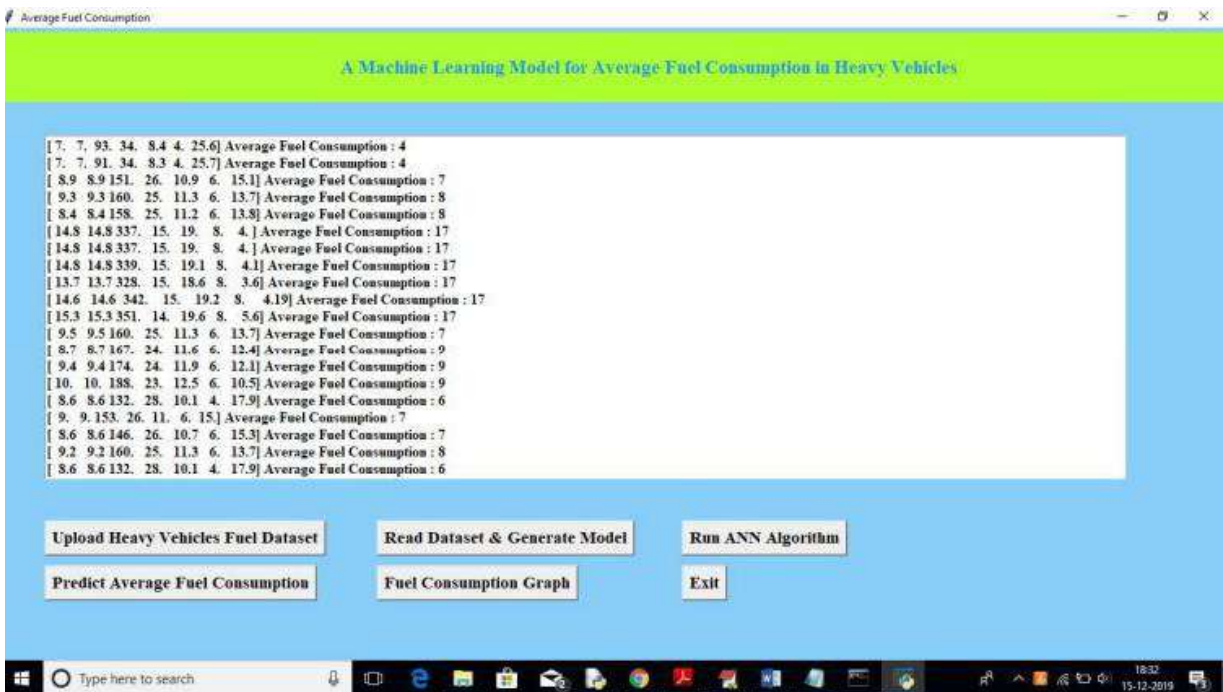 Average Fuel Consumption
A Machine Learning Model for Average Fuel Consumption in Heavy Vehicles
[ 7. 7. 93. 34. 8.4 4. 25.6] Average Fuel Consumption : 4
[ 7. 7. 91. 34. 8.3 4. 25.7] Average Fuel Consumption : 4
[ 8.9 8.9 151. 26. 10.9 6. 15.1] Average Fuel Consumption : 7
[ 9.3 9.3 160. 25. 11.3 6. 13.7] Average Fuel Consumption : 8
[ 8.4 8.4 158. 25. 11.2 6. 13.8] Average Fuel Consumption : 8
[ 14.8 14.8 337. 15. 19. 8. 4. ] Average Fuel Consumption : 17
[ 14.8 14.8 337. 15. 19. 8. 4. ] Average Fuel Consumption : 17
[ 14.8 14.8 339. 15. 19.1 8. 4.1] Average Fuel Consumption : 17
[ 13.7 13.7 328. 15. 18.6 8. 3.6] Average Fuel Consumption : 17
[ 14.6 14.6 342. 15. 19.2 8. 4.19] Average Fuel Consumption : 17
[ 15.3 15.3 351. 14. 19.6 8. 5.6] Average Fuel Consumption : 17
[ 9.5 9.5 160. 25. 11.3 6. 13.7] Average Fuel Consumption : 7
[ 8.7 8.7 167. 24. 11.6 6. 12.4] Average Fuel Consumption : 9
[ 9.4 9.4 174. 24. 11.9 6. 12.1] Average Fuel Consumption : 9
[ 10. 10. 188. 23. 12.5 6. 10.5] Average Fuel Consumption : 9
[ 8.6 8.6 132. 28. 10.1 4. 17.9] Average Fuel Consumption : 6
[ 9. 9. 153. 26. 11. 6. 15.] Average Fuel Consumption : 7
[ 8.6 8.6 146. 26. 10.7 6. 15.3] Average Fuel Consumption : 7
[ 9.2 9.2 160. 25. 11.3 6. 13.7] Average Fuel Consumption : 8
[ 8.6 8.6 132. 28. 10.1 4. 17.9] Average Fuel Consumption : 6
Upload Heavy Vehicles Fuel Dataset Read Dataset & Generate Model Run ANN Algorithm
Predict Average Fuel Consumption Fuel Consumption Graph Exit
Type here to search 18:32
15-12-2019